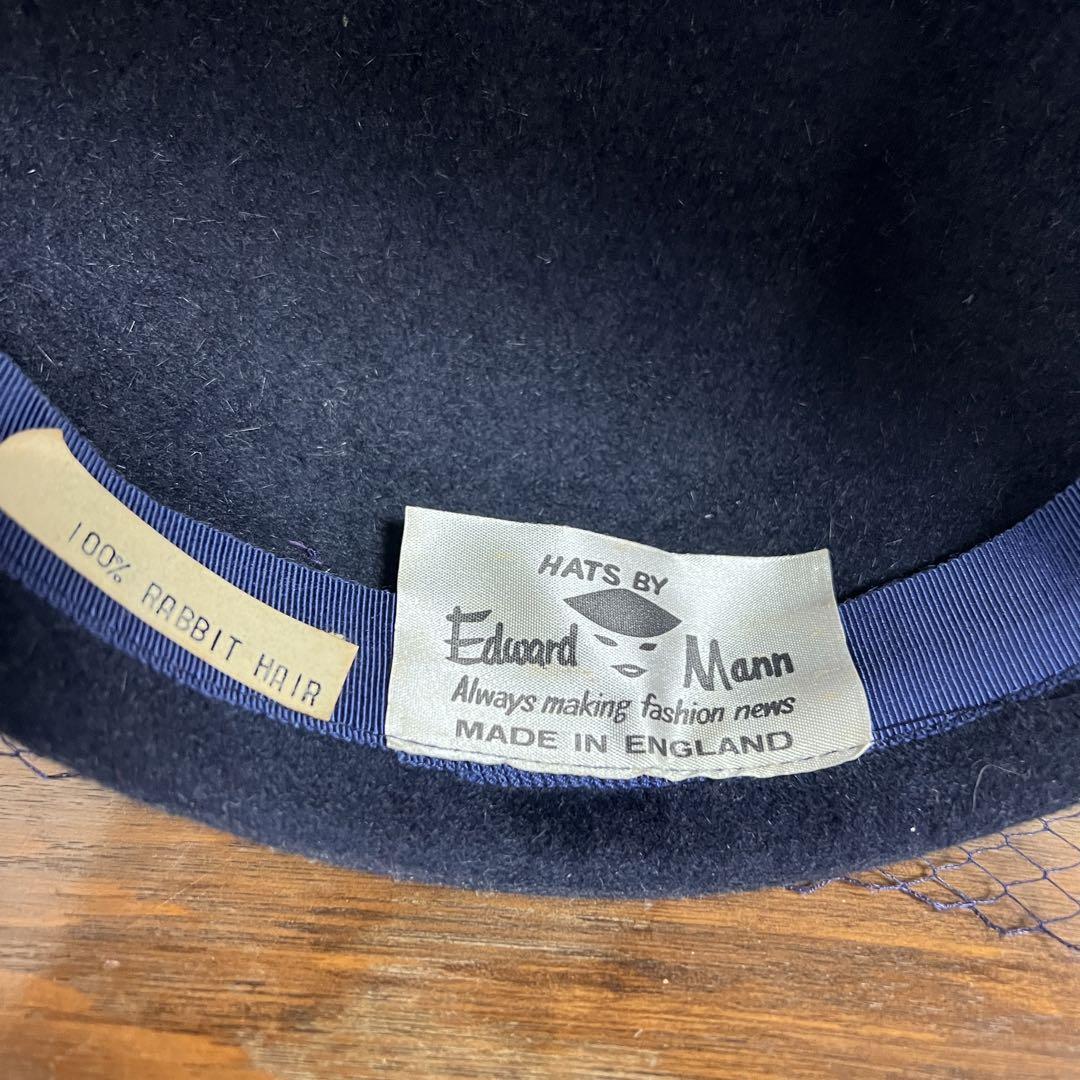 100% RABBIT HAIR
HATS BY
Edward Mann
Always making fashion news
MADE IN ENGLAND